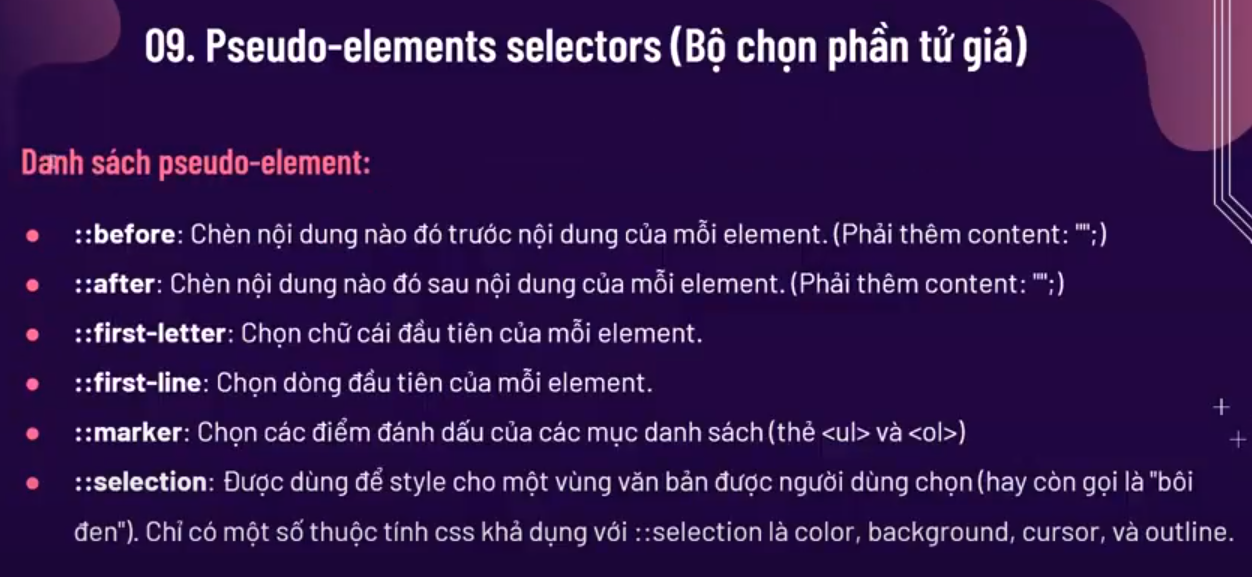 09. Pseudo-elements selectors (Bộ chọn phần tử giả)
Danh sách pseudo-element:
::before: Chèn nội dung nào đó trước nội dung của mỗi element. (Phải thêm content: "";)
::after: Chèn nội dung nào đó sau nội dung của mỗi element. (Phải thêm content: "";)
::first-letter: Chọn chữ cái đầu tiên của mỗi element.
::first-line: Chọn dòng đầu tiên của mỗi element.
::marker: Chọn các điểm đánh dấu của các mục danh sách (thẻ <ul> và <ol>)
::selection: Được dùng để style cho một vùng văn bản được người dùng chọn (hay còn gọi là "bôi
đen"). Chỉ có một số thuộc tính css khả dụng với ::selection là color, background, cursor, và outline.